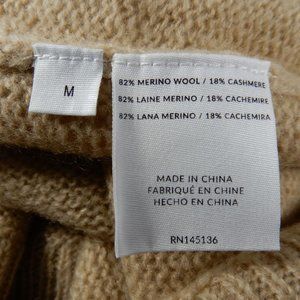 M
82% MERINO WOOL / 18% CASHMERE
82% LAINE MERINO / 18% CACHEMIRE
82% LANA MERINO / 18% CACHEMIRA
MADE IN CHINA
FABRIQUÉ EN CHINE
HECHO EN CHINA
RN145136